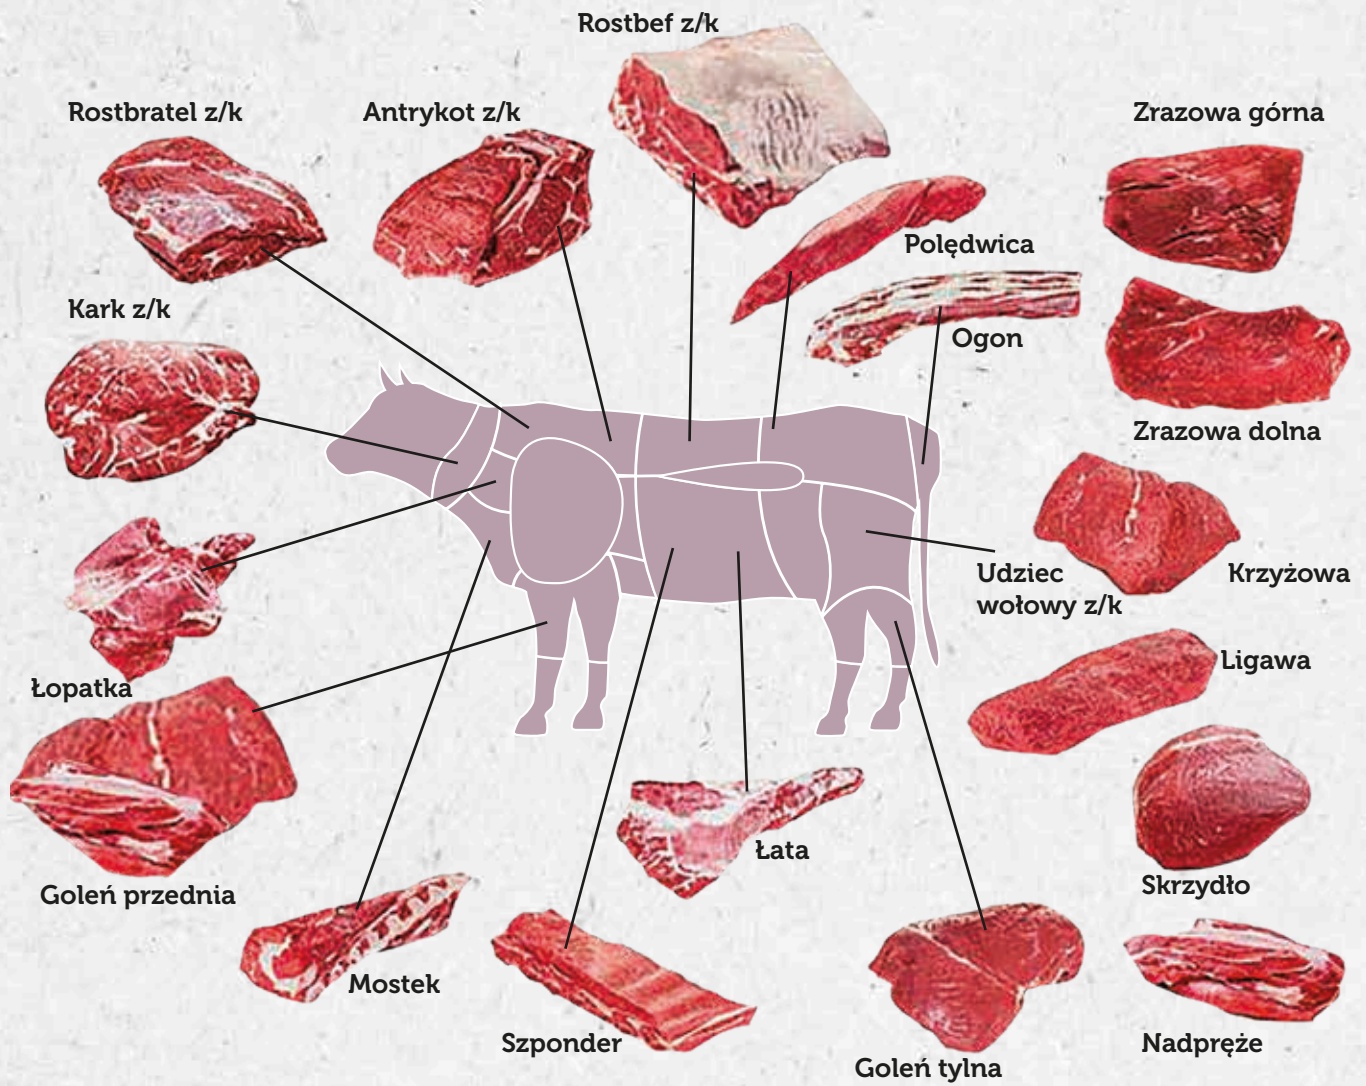 Rostbef z/k
Rostbratel z/k
Antrykot z/k
Zrazowa górna
Polędwica
Kark z/k
Ogon
Zrazowa dolna
Udziec
wołowy z/k
Krzyżowa
Łopatka
Ligawa
Łata
Goleń przednia
Skrzydło
Mostek
Szponder
Goleń tylna
Nadpręże